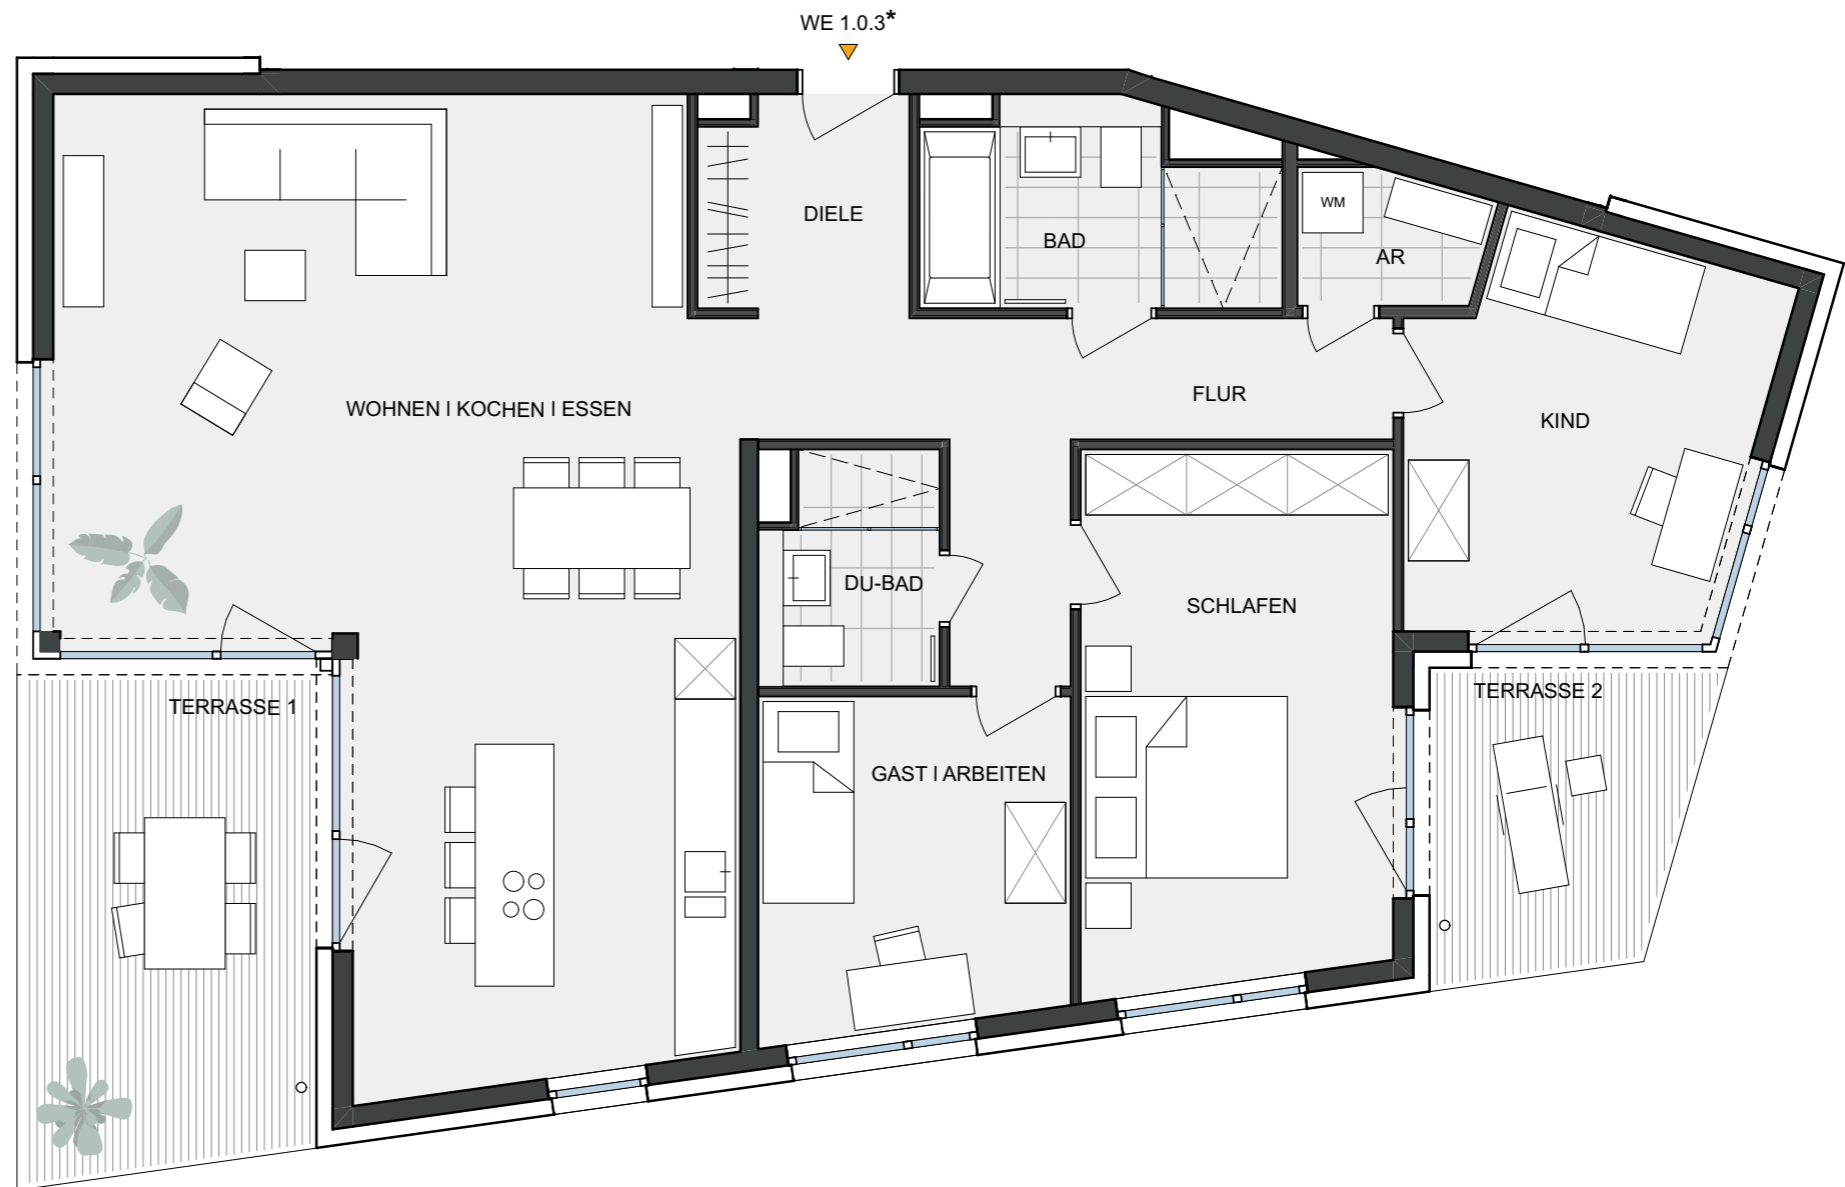 WE 1.0.3*
DIELE
BAD
WM
AR
WOHNEN I KOCHEN I ESSEN
FLUR
KIND
DU-BAD
SCHLAFEN
TERRASSE 1
TERRASSE 2
GAST I ARBEITEN